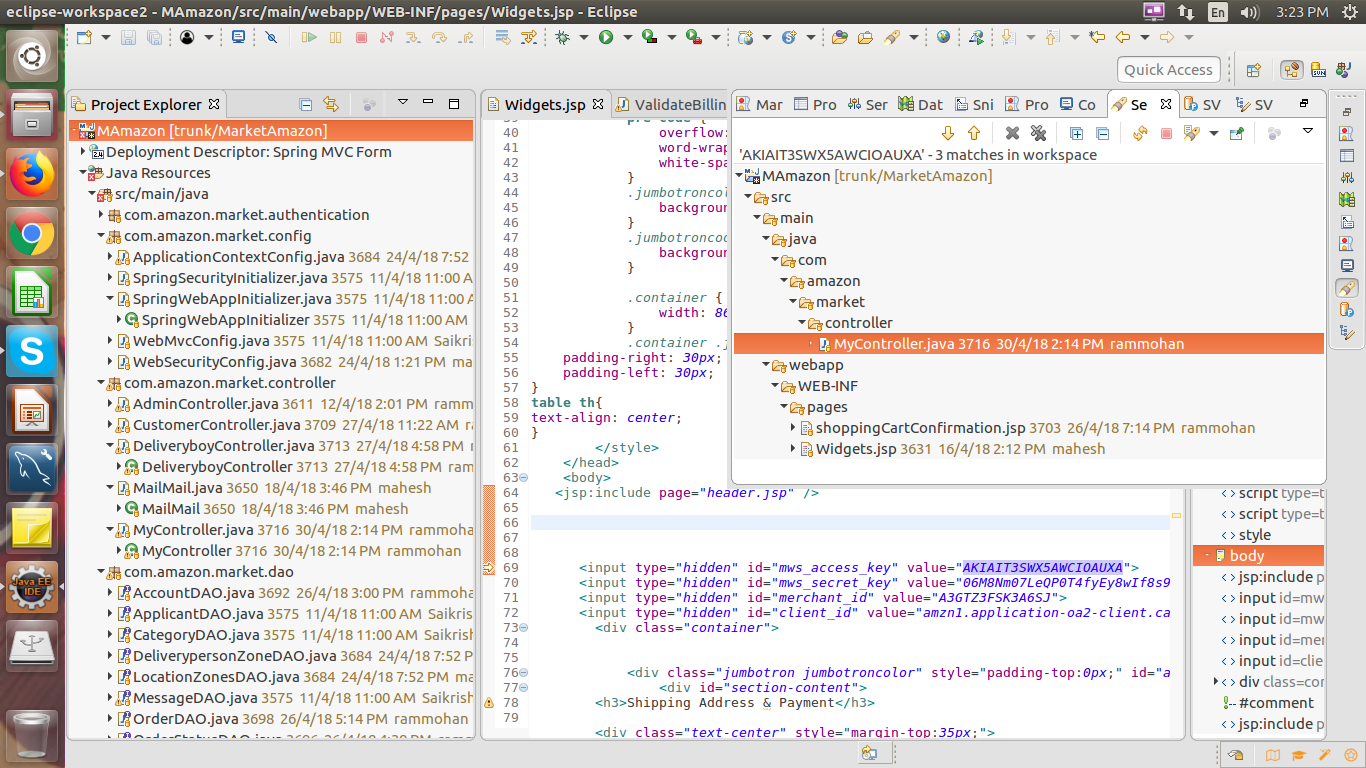 eclipse-workspace2 - MAmazon/src/main/webapp/WEB-INF/pages/Widgets.jsp - Eclipse
En
3:23 PM
Quick Access
Project Explorer
MAmazon [trunk/MarketAmazon]
Deployment Descriptor: Spring MVC Form
Java Resources
src/main/java
com.amazon.market.authentication
com.amazon.market.config
ApplicationContextConfig.java 3684 24/4/18 7:52
SpringSecurityInitializer.java 3575 11/4/18 11:00 A
SpringWebAppInitializer.java 3575 11/4/18 11:00 A
SpringWebAppInitializer 3575 11/4/18 11:00 AM
WebMvcConfig.java 3575 11/4/18 11:00 AM Saikris
WebSecurityConfig.java 3682 24/4/18 1:21 PM ma
com.amazon.market.controller
AdminController.java 3611 12/4/18 2:01 PM ramm
CustomerController.java 3709 27/4/18 11:22 AM r
DeliveryboyController.java 3713 27/4/18 4:58 PM
DeliveryboyController 3713 27/4/18 4:58 PM ram
MailMail.java 3650 18/4/18 3:46 PM mahesh
MailMail 3650 18/4/18 3:46 PM mahesh
MyController.java 3716 30/4/18 2:14 PM rammohan
MyController 3716 30/4/18 2:14 PM rammohan
com.amazon.market.dao
AccountDAO.java 3692 26/4/18 3:00 PM rammoha
ApplicantDAO.java 3575 11/4/18 11:00 AM Saikrish
CategoryDAO.java 3575 11/4/18 11:00 AM Saikrish
DeliverypersonZoneDAO.java 3684 24/4/18 7:52 P
LocationZonesDAO.java 3684 24/4/18 7:52 PM ma
MessageDAO.java 3575 11/4/18 11:00 AM Saikrish
OrderDAO.java 3698 26/4/18 5:14 PM rammohan
Java EE
IDE
Widgets.jsp
ValidateBillin
pre code {
40 overflow:
41 word-wrap
42 white-spa
43 }
44 .jumbotroncol
45 background
46 }
47 .jumbotroncoo
48 background
49 }
50
51 .container {
52 width: 86
53 }
54 .container .j
55 padding-right: 30px;
56 padding-left: 30px;
57 }
58 table th{
59 text-align: center;
60 }
61 </style>
62 </head>
63 <body>
64 <jsp:include page="header.jsp" />
65
66
67
68
69 <input type="hidden" id="mws_access_key" value="AKIAIT3SWX5AWCIOAUXA">
70 <input type="hidden" id="mws_secret_key" value="06M8Nm07LeQP0T4fyEy8wIf8s9
71 <input type="hidden" id="merchant_id" value="A3GTZ3FSK3A6SJ">
72 <input type="hidden" id="client_id" value="amzn1.application-oa2-client.ca
73 <div class="container">
74
75
76 <div class="jumbotron jumbotroncolor" style="padding-top:0px;" id="a
77 <div id="section-content">
78 <h3>Shipping Address & Payment</h3>
79
<div class="text-center" style="margin-top:35px;">
Mar
Pro
Ser
Dat
Sni
Pro
Co
Se
SV
SV
'AKIAIT3SWX5AWCIOAUXA' - 3 matches in workspace
MAmazon [trunk/MarketAmazon]
src
main
java
com
amazon
market
controller
MyController.java 3716 30/4/18 2:14 PM rammohan
webapp
WEB-INF
pages
shoppingCartConfirmation.jsp 3703 26/4/18 7:14 PM rammohan
Widgets.jsp 3631 16/4/18 2:12 PM mahesh
script type=t
script type=t
style
body
jsp:include p
input id=mw
input id=mw
input id=mer
input id=clie
div class=cor
#comment
jsp:include p